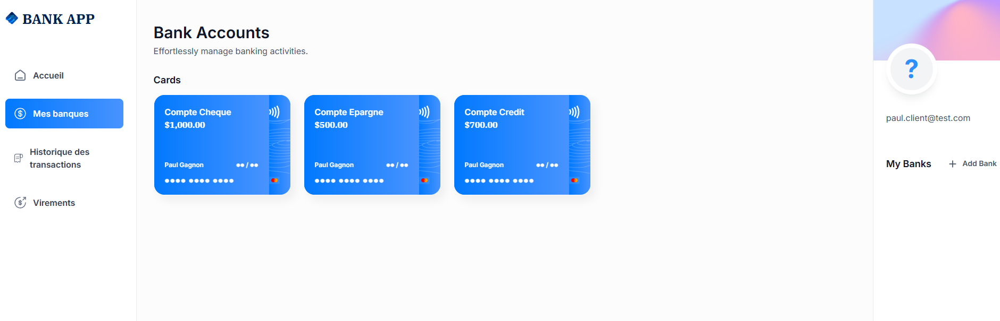 BANK APP
Accueil
Mes banques
Historique des
transactions
Virements
Bank Accounts
Effortlessly manage banking activities.
Cards
Compte Cheque
$1,000.00
Paul Gagnon ●● / ●●
●●●● ●●●● ●●●●
Compte Epargne
$500.00
Paul Gagnon ●● / ●●
●●●● ●●●● ●●●●
Compte Credit
$700.00
Paul Gagnon ●● / ●●
●●●● ●●●● ●●●●
?
paul.client@test.com
My Banks + Add Bank